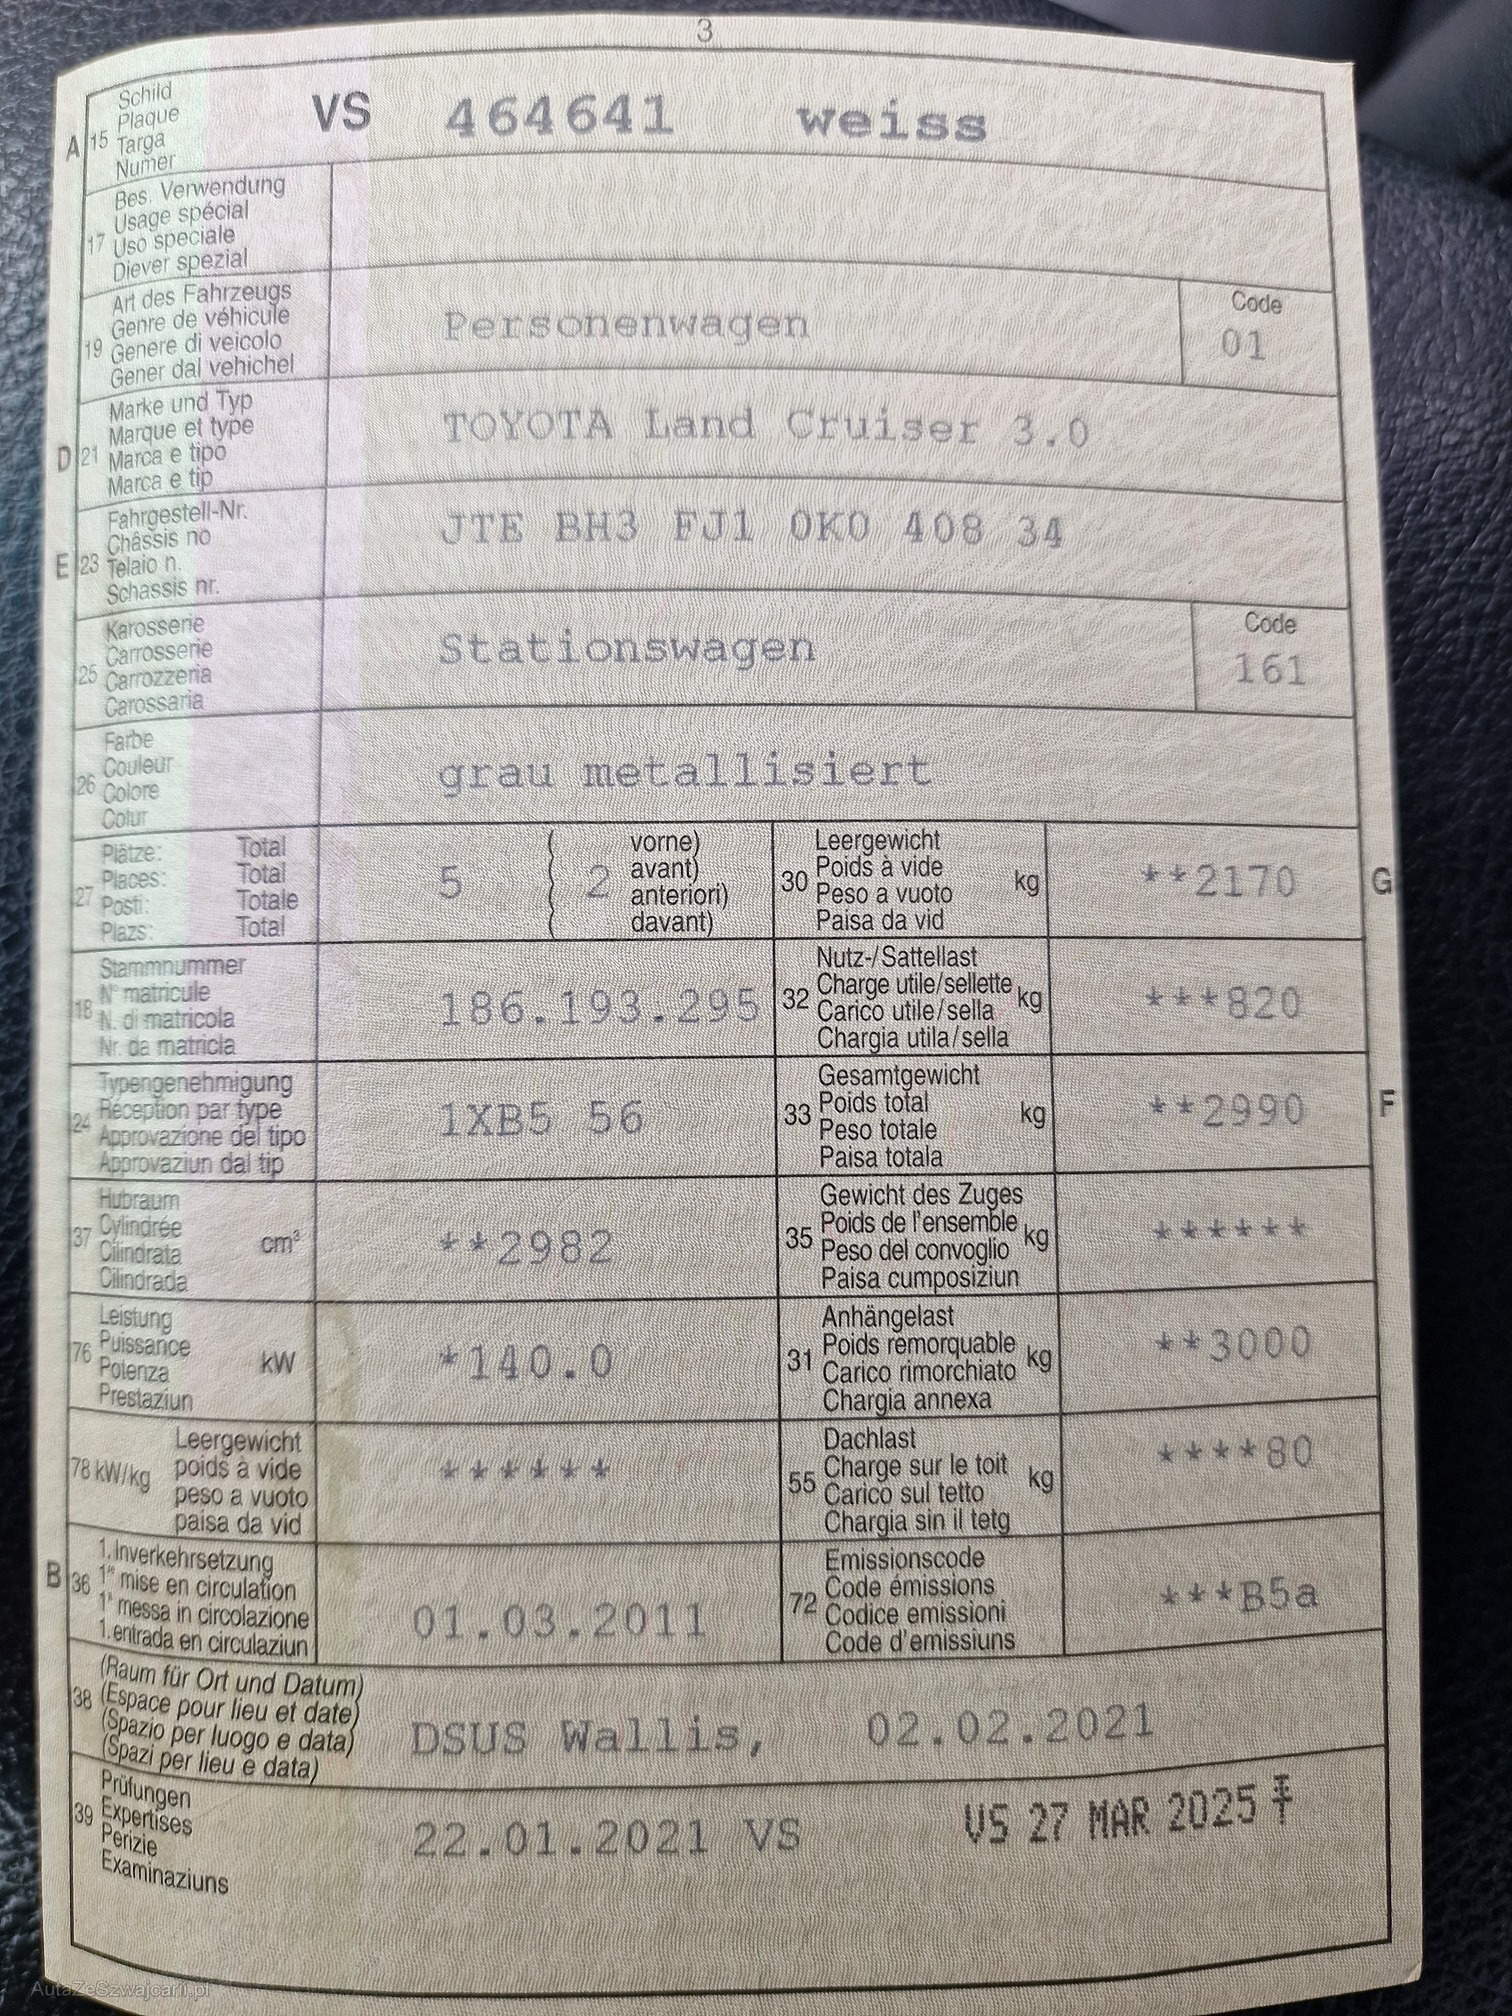 3
A 15 Schild
Plaque
Targa
Numer
VS 464641 weiss
17 Bes. Verwendung
Usage spécial
Uso speciale
Diever spezial
19 Art des Fahrzeugs
Genre de véhicule
Genere di veicolo
Gener dal vehichel
Personenwagen
Code
01
D 21 Marke und Typ
Marque et type
Marca e tipo
Marca e tip
TOYOTA Land Cruiser 3.0
E 23 Fahrgestell-Nr.
Châssis no
Telaio n.
Schassis nr.
JTE BH3 FJ1 0K0 408 34
25 Karosserie
Carrosserie
Carrozzeria
Carossaria
Stationswagen
Code
161
26 Farbe
Couleur
Colore
Colur
grau metallisiert
27 Plätze: Total
Places: Total
Posti: Totale
Plazs: Total
5 ( 2 vorne)
( avant)
( anteriori)
( davant)
30 Leergewicht
Poids à vide
Peso a vuoto
Paisa da vid
kg **2170 G
18 Stammnummer
N° matricule
N. di matricola
Nr. da matricla
186.193.295
32 Nutz-/Sattellast
Charge utile/sellette
Carico utile/sella
Chargia utila/sella
kg ***820
24 Typengenehmigung
Réception par type
Approvazione del tipo
Approvaziun dal tip
1XB5 56
33 Gesamtgewicht
Poids total
Peso totale
Paisa totala
kg **2990 F
37 Hubraum
Cylindrée
Cilindrata
Cilindrada
cm³ **2982
35 Gewicht des Zuges
Poids de l'ensemble
Peso del convoglio
Paisa cumposiziun
kg ******
76 Leistung
Puissance
Potenza
Prestaziun
kW *140.0
31 Anhängelast
Poids remorquable
Carico rimorchiato
Chargia annexa
kg **3000
78 kW/kg Leergewicht
poids à vide
peso a vuoto
paisa da vid
******
55 Dachlast
Charge sur le toit
Carico sul tetto
Chargia sin il tetg
kg ****80
B 36 1. Inverkehrsetzung
1re mise en circulation
1a messa in circolazione
1. entrada en circulaziun
01.03.2011
72 Emissionscode
Code émissions
Codice emissioni
Code d'emissiuns
***B5a
38 (Raum für Ort und Datum)
(Espace pour lieu et date)
(Spazio per luogo e data)
(Spazi per lieu e data)
DSUS Wallis, 02.02.2021
39 Prüfungen
Expertises
Perizie
Examinaziuns
22.01.2021 VS
VS 27 MAR 2025
AutaZeSzwajcarii.pl